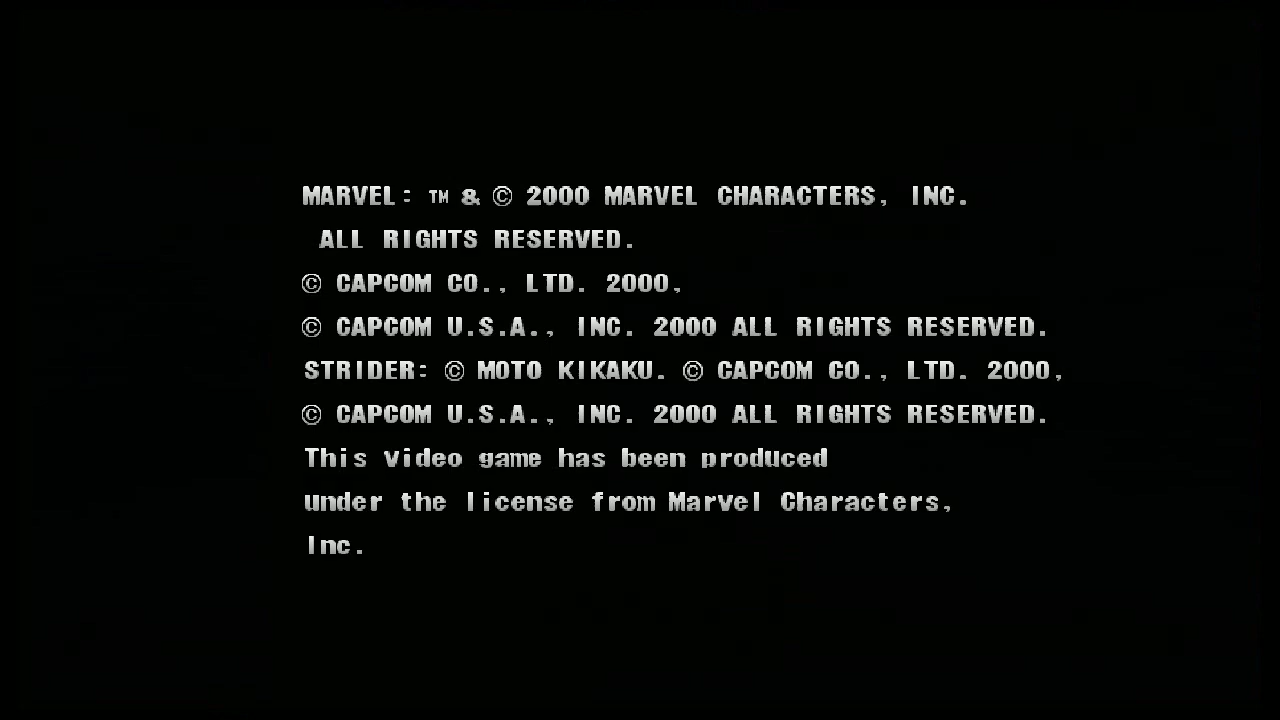 MARVEL: ™ & © 2000 MARVEL CHARACTERS, INC.
ALL RIGHTS RESERVED.
© CAPCOM CO., LTD. 2000,
© CAPCOM U.S.A., INC. 2000 ALL RIGHTS RESERVED.
STRIDER: © MOTO KIKAKU. © CAPCOM CO., LTD. 2000,
© CAPCOM U.S.A., INC. 2000 ALL RIGHTS RESERVED.
This video game has been produced
under the license from Marvel Characters,
Inc.